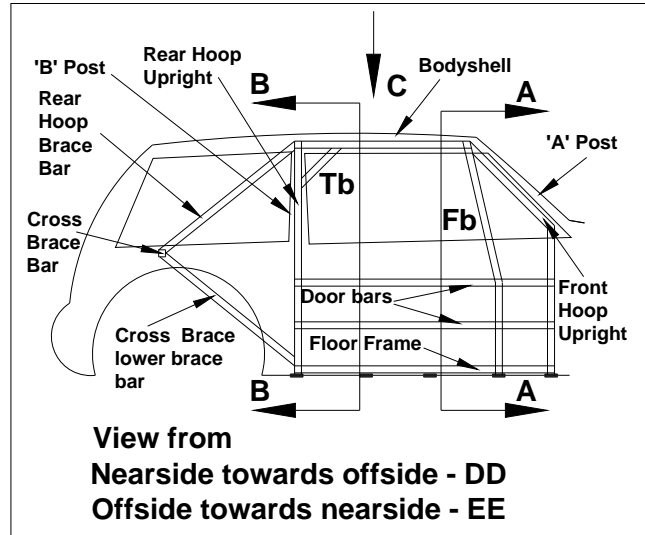 Rear Hoop
Upright
'B' Post
Rear
Hoop
Brace
Bar
B
C
Bodyshell
A
'A' Post
Tb
Fb
Cross
Brace
Bar
Front
Hoop
Upright
Door bars
Cross Brace
lower brace
bar
Floor Frame
B
A
View from
Nearside towards offside - DD
Offside towards nearside - EE